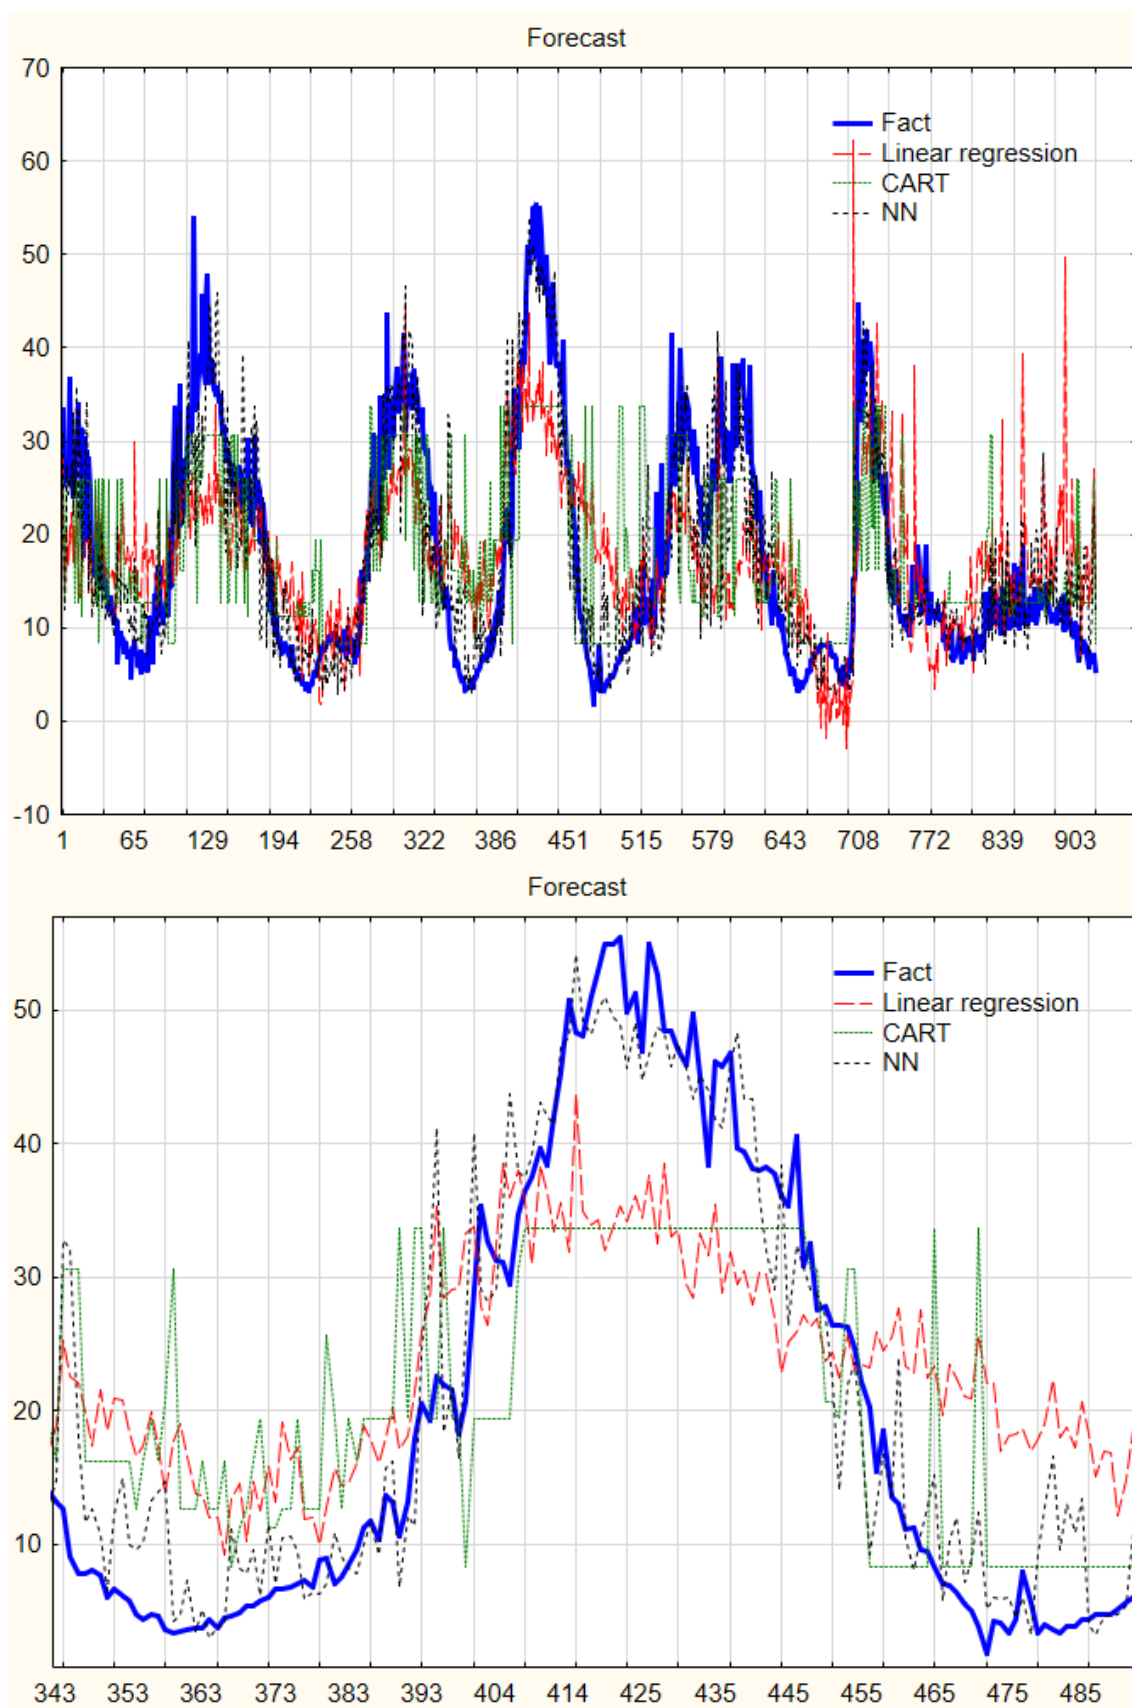 Forecast
70
60
50
40
30
20
10
0
-10
Fact
Linear regression
CART
NN
1 65 129 194 258 322 386 451 515 579 643 708 772 839 903
Forecast
50
40
30
20
10
Fact
Linear regression
CART
NN
343 353 363 373 383 393 404 414 425 435 445 455 465 475 485